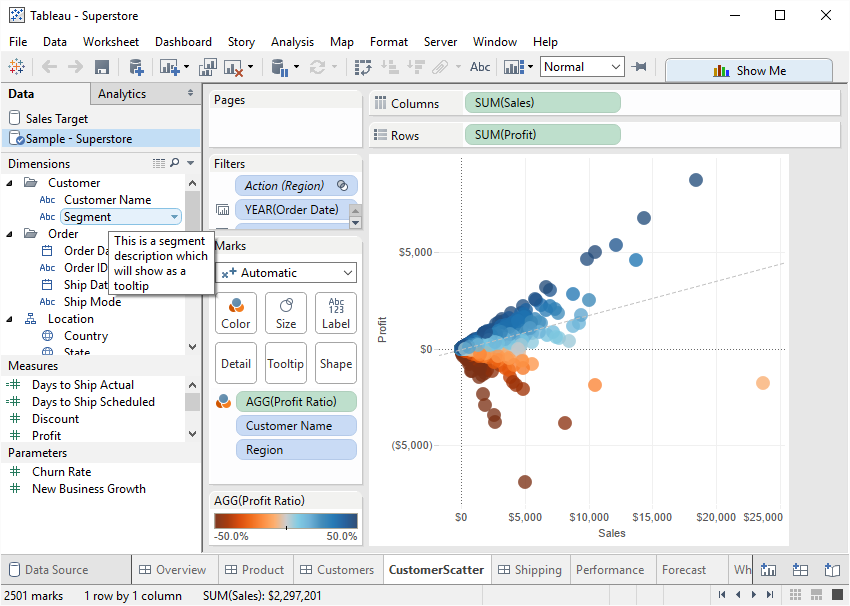 Tableau - Superstore
File Data Worksheet Dashboard Story Analysis Map Format Server Window Help
Abc Normal Show Me
Data Analytics
Sales Target
Sample - Superstore
Dimensions
Customer
Abc Customer Name
Abc Segment
Order
Order Da
Abc Order ID
Ship Dat
Abc Ship Mode
Location
Country
State
This is a segment
description which
will show as a
tooltip
Measures
Days to Ship Actual
Days to Ship Scheduled
Discount
Profit
Parameters
Churn Rate
New Business Growth
Pages
Filters
Action (Region)
YEAR(Order Date)
Marks
Automatic
Color Size Abc 123 Label
Detail Tooltip Shape
AGG(Profit Ratio)
Customer Name
Region
AGG(Profit Ratio)
-50.0% 50.0%
Columns SUM(Sales)
Rows SUM(Profit)
Profit
$5,000
$0
($5,000)
$0 $5,000 $10,000 $15,000 $20,000 $25,000
Sales
Data Source Overview Product Customers CustomerScatter Shipping Performance Forecast Wh
2501 marks 1 row by 1 column SUM(Sales): $2,297,201